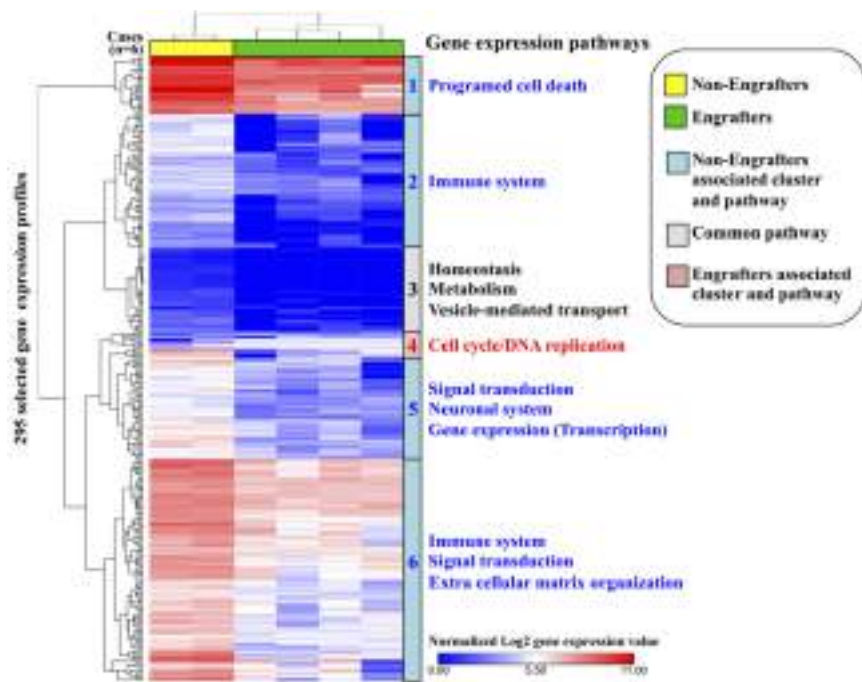 Cases
(n=6)
Gene expression pathways
295 selected gene expression profiles
1 Programed cell death
2 Immune system
3
Homeostasis
Metabolism
Vesicle-mediated transport
4 Cell cycle/DNA replication
5
Signal transduction
Neuronal system
Gene expression (Transcription)
6
Immune system
Signal transduction
Extra cellular matrix organization
Normalized Log2 gene expression value
0.00 5.50 11.00
Non-Engrafters
Engrafters
Non-Engrafters
associated cluster
and pathway
Common pathway
Engrafters associated
cluster and pathway